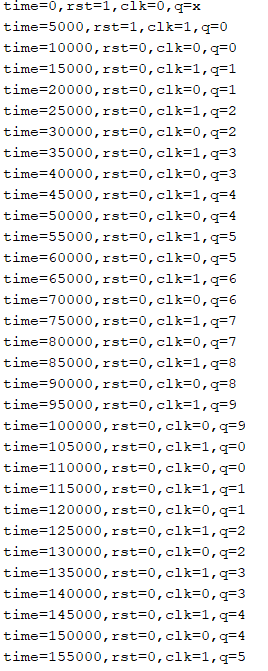 time=0,rst=1,clk=0,q=x
time=5000,rst=1,clk=1,q=0
time=10000,rst=0,clk=0,q=0
time=15000,rst=0,clk=1,q=1
time=20000,rst=0,clk=0,q=1
time=25000,rst=0,clk=1,q=2
time=30000,rst=0,clk=0,q=2
time=35000,rst=0,clk=1,q=3
time=40000,rst=0,clk=0,q=3
time=45000,rst=0,clk=1,q=4
time=50000,rst=0,clk=0,q=4
time=55000,rst=0,clk=1,q=5
time=60000,rst=0,clk=0,q=5
time=65000,rst=0,clk=1,q=6
time=70000,rst=0,clk=0,q=6
time=75000,rst=0,clk=1,q=7
time=80000,rst=0,clk=0,q=7
time=85000,rst=0,clk=1,q=8
time=90000,rst=0,clk=0,q=8
time=95000,rst=0,clk=1,q=9
time=100000,rst=0,clk=0,q=9
time=105000,rst=0,clk=1,q=0
time=110000,rst=0,clk=0,q=0
time=115000,rst=0,clk=1,q=1
time=120000,rst=0,clk=0,q=1
time=125000,rst=0,clk=1,q=2
time=130000,rst=0,clk=0,q=2
time=135000,rst=0,clk=1,q=3
time=140000,rst=0,clk=0,q=3
time=145000,rst=0,clk=1,q=4
time=150000,rst=0,clk=0,q=4
time=155000,rst=0,clk=1,q=5